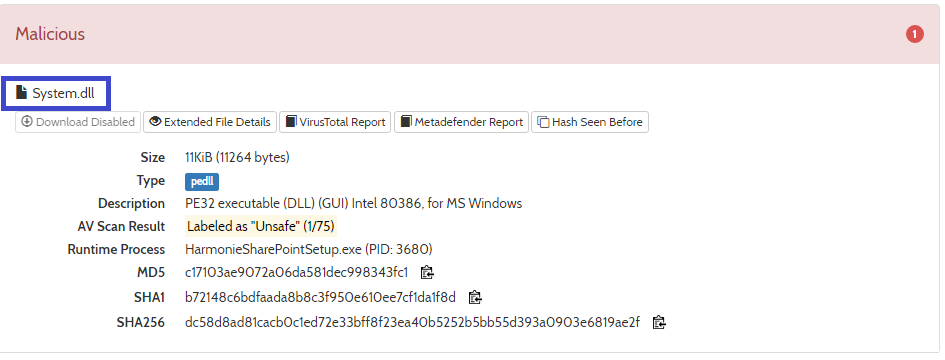 Malicious 1
System.dll
Download Disabled Extended File Details VirusTotal Report Metadefender Report Hash Seen Before
Size 11KiB (11264 bytes)
Type pedll
Description PE32 executable (DLL) (GUI) Intel 80386, for MS Windows
AV Scan Result Labeled as "Unsafe" (1/75)
Runtime Process HarmonieSharePointSetup.exe (PID: 3680)
MD5 c17103ae9072a06da581dec998343fc1
SHA1 b72148c6bdfaada8b8c3f950e610ee7cf1da1f8d
SHA256 dc58d8ad81cacb0c1ed72e33bff8f23ea40b5252b5bb55d393a0903e6819ae2f